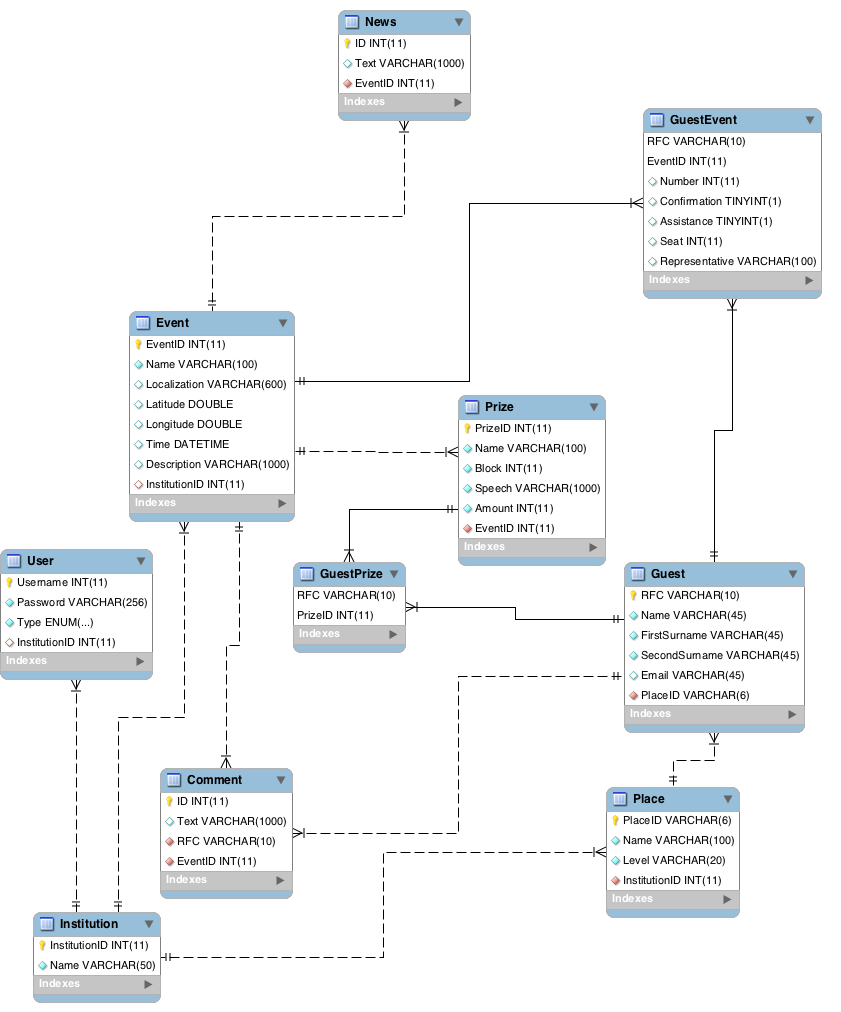 News
ID INT(11)
Text VARCHAR(1000)
EventID INT(11)
Indexes
GuestEvent
RFC VARCHAR(10)
EventID INT(11)
Number INT(11)
Confirmation TINYINT(1)
Assistance TINYINT(1)
Seat INT(11)
Representative VARCHAR(100)
Indexes
Event
EventID INT(11)
Name VARCHAR(100)
Localization VARCHAR(600)
Latitude DOUBLE
Longitude DOUBLE
Time DATETIME
Description VARCHAR(1000)
InstitutionID INT(11)
Indexes
Prize
PrizeID INT(11)
Name VARCHAR(100)
Block INT(11)
Speech VARCHAR(1000)
Amount INT(11)
EventID INT(11)
Indexes
User
Username INT(11)
Password VARCHAR(256)
Type ENUM(...)
InstitutionID INT(11)
Indexes
GuestPrize
RFC VARCHAR(10)
PrizeID INT(11)
Indexes
Guest
RFC VARCHAR(10)
Name VARCHAR(45)
FirstSurname VARCHAR(45)
SecondSurname VARCHAR(45)
Email VARCHAR(45)
PlaceID VARCHAR(6)
Indexes
Comment
ID INT(11)
Text VARCHAR(1000)
RFC VARCHAR(10)
EventID INT(11)
Indexes
Place
PlaceID VARCHAR(6)
Name VARCHAR(100)
Level VARCHAR(20)
InstitutionID INT(11)
Indexes
Institution
InstitutionID INT(11)
Name VARCHAR(50)
Indexes